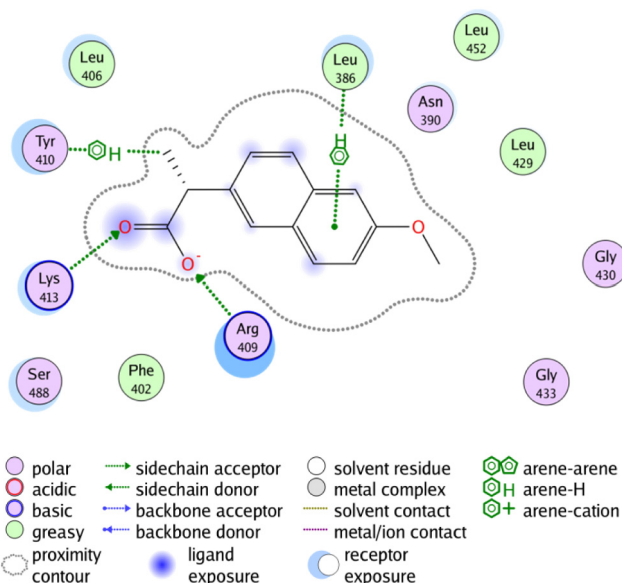 Leu
452
Leu
406
Leu
386
Asn
390
Tyr
410
H
H
Leu
429
O
O
O-
Gly
430
Lys
413
Arg
409
Ser
488
Phe
402
Gly
433
polar
sidechain acceptor
solvent residue
arene-arene
acidic
sidechain donor
metal complex
H arene-H
basic
backbone acceptor
solvent contact
+ arene-cation
greasy
backbone donor
metal/ion contact
proximity
contour
ligand
exposure
receptor
exposure